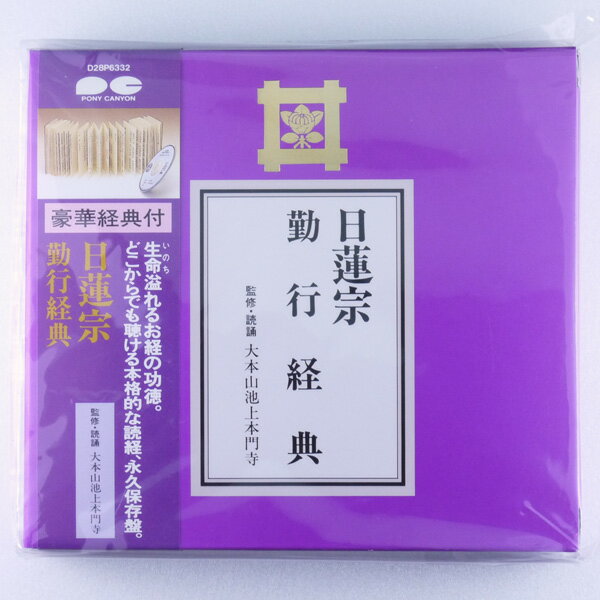 D28P6332
PONY CANYON
豪華経典付
いのち
生命溢れるお経の功徳。
どこからでも聴ける本格的な読経、永久保存盤。
日蓮宗
勤行経典
監修・読誦 大本山池上本門寺
日蓮宗
勤行経典
監修・読誦 大本山池上本門寺